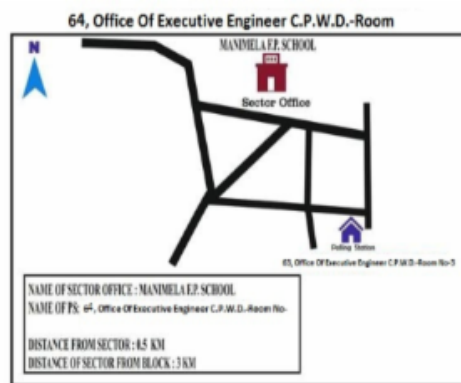 64, Office Of Executive Engineer C.P.W.D.-Room
N
MANIMELA F.P. SCHOOL
Sector Office
Polling Station
63, Office Of Executive Engineer C.P.W.D.-Room No-3
NAME OF SECTOR OFFICE : MANIMELA F.P. SCHOOL
NAME OF PS: 64, Office Of Executive Engineer C.P.W.D.-Room No-
DISTANCE FROM SECTOR : 0.5 KM
DISTANCE OF SECTOR FROM BLOCK : 3 KM